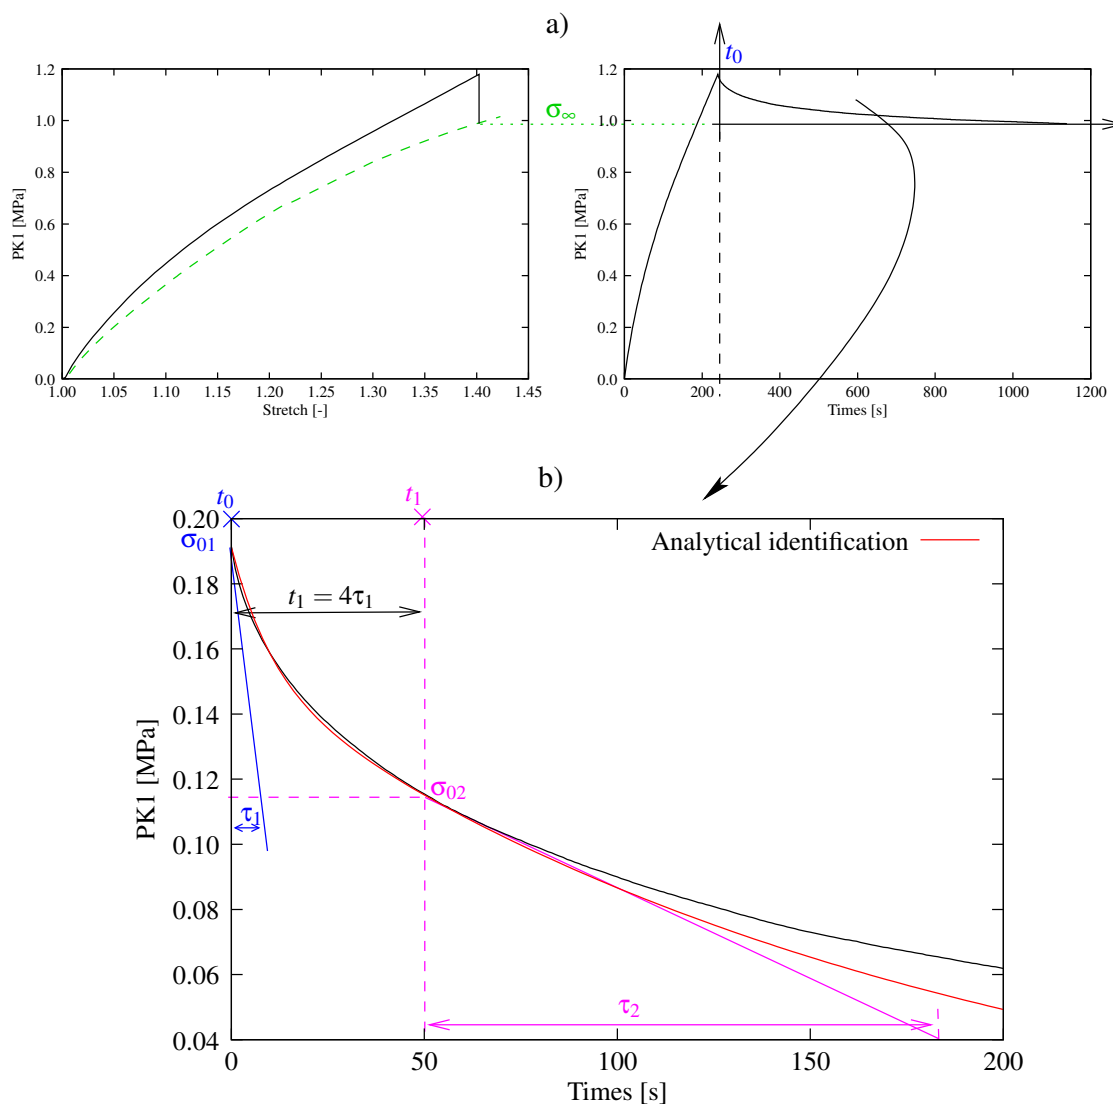 a)
t0
1.2
1.0
0.8
0.6
0.4
0.2
0.0
PK1 [MPa]
1.00
1.05
1.10
1.15
1.20
1.25
1.30
1.35
1.40
1.45
Stretch [-]
σ∞
1.2
1.0
0.8
0.6
0.4
0.2
0.0
PK1 [MPa]
0
200
400
600
800
1000
1200
Times [s]
b)
t0
t1
σ01
0.20
0.18
0.16
0.14
0.12
0.10
0.08
0.06
0.04
PK1 [MPa]
Analytical identification
t1 = 4τ1
σ02
τ1
τ2
0
50
100
150
200
Times [s]